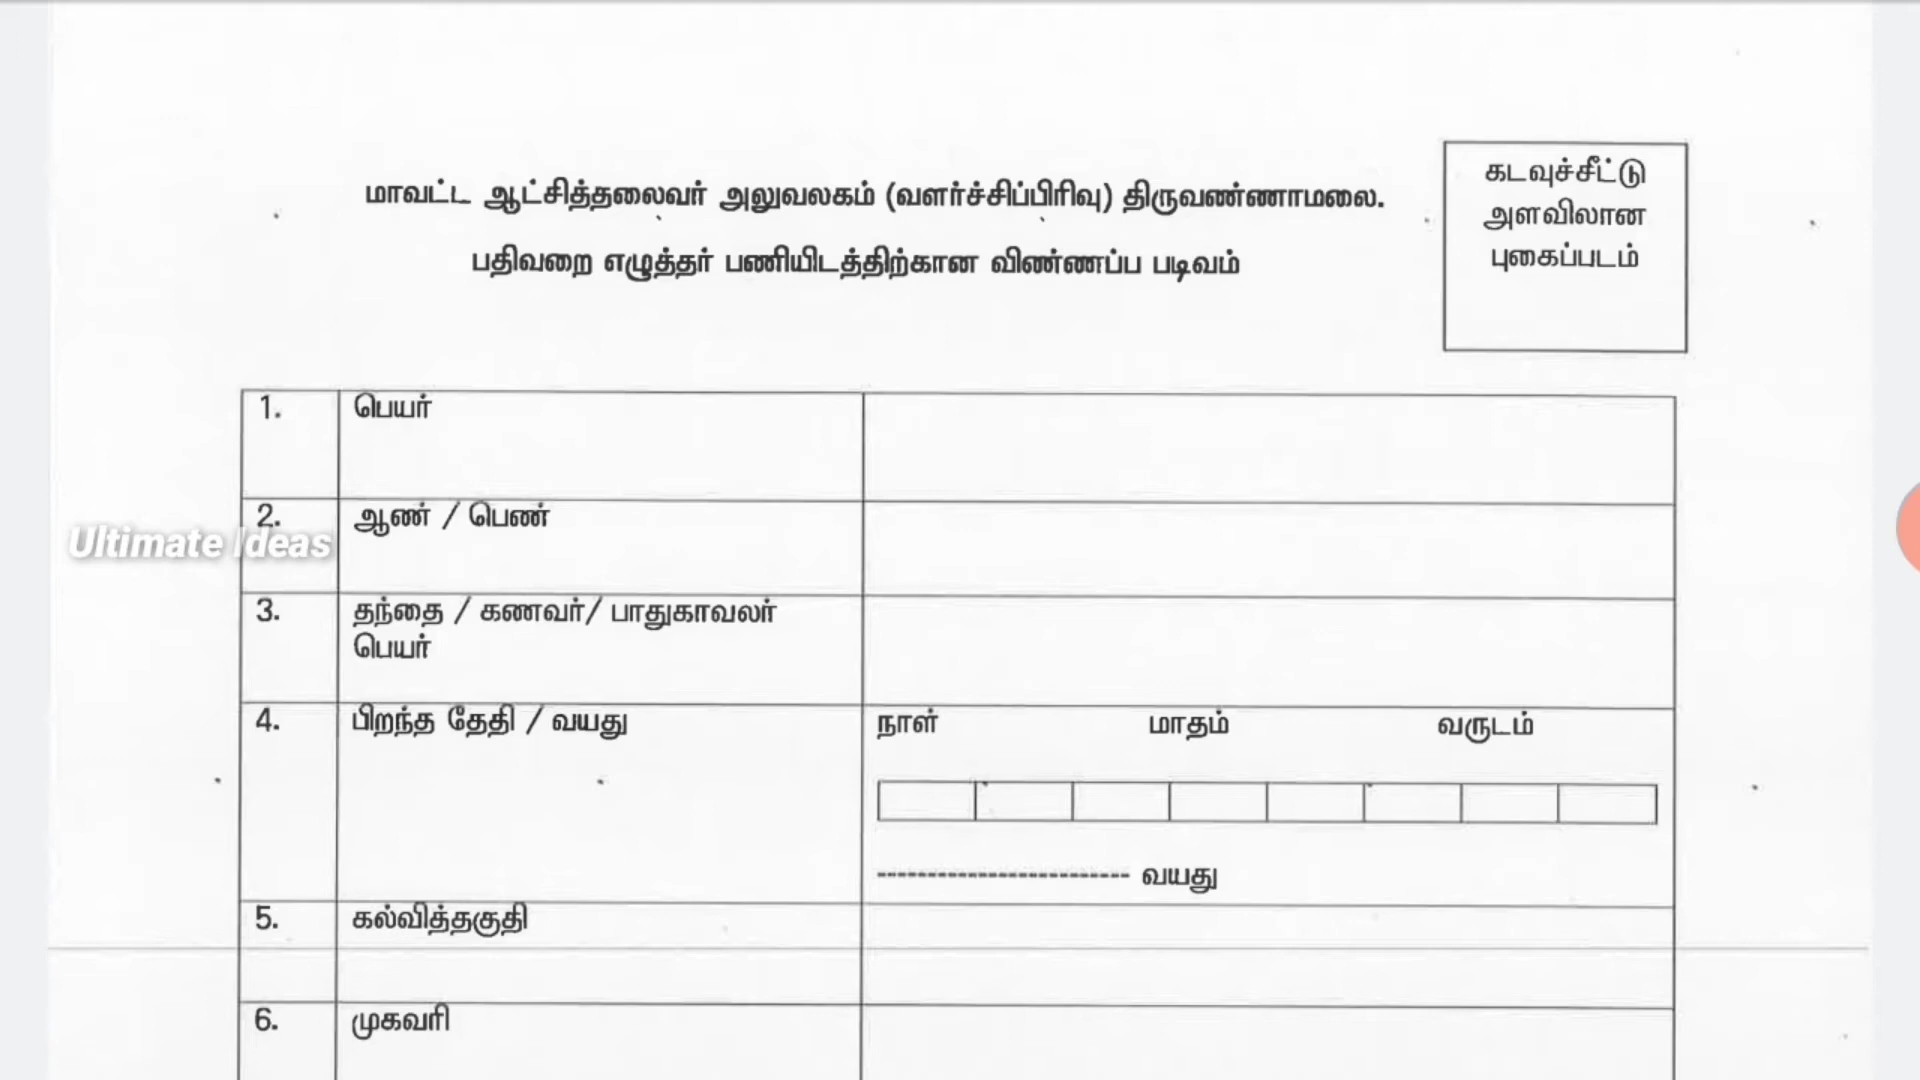 மாவட்ட ஆட்சித்தலைவர் அலுவலகம் (வளர்ச்சிப்பிரிவு) திருவண்ணாமலை.
பதிவறை எழுத்தர் பணியிடத்திற்கான விண்ணப்ப படிவம்
கடவுச்சீட்டு
அளவிலான
புகைப்படம்
1. பெயர்
2. ஆண் / பெண்
Ultimate Ideas
3. தந்தை / கணவர்/ பாதுகாவலர்
பெயர்
4. பிறந்த தேதி / வயது நாள் மாதம் வருடம்
------------------------- வயது
5. கல்வித்தகுதி
6. முகவரி